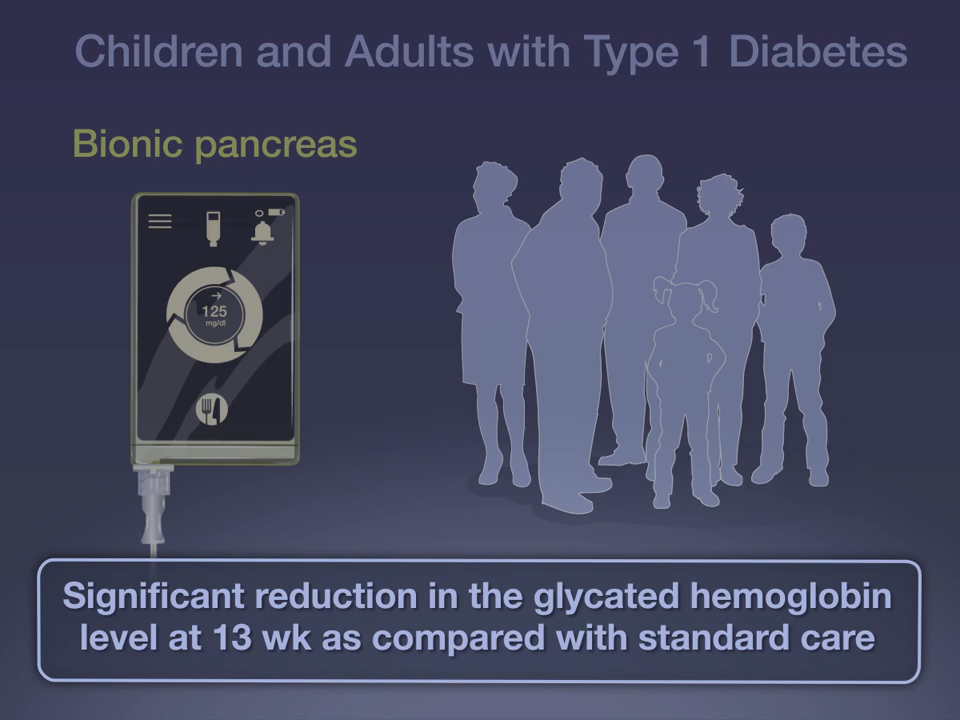 Children and Adults with Type 1 Diabetes
Bionic pancreas
125
mg/dl
Significant reduction in the glycated hemoglobin
level at 13 wk as compared with standard care